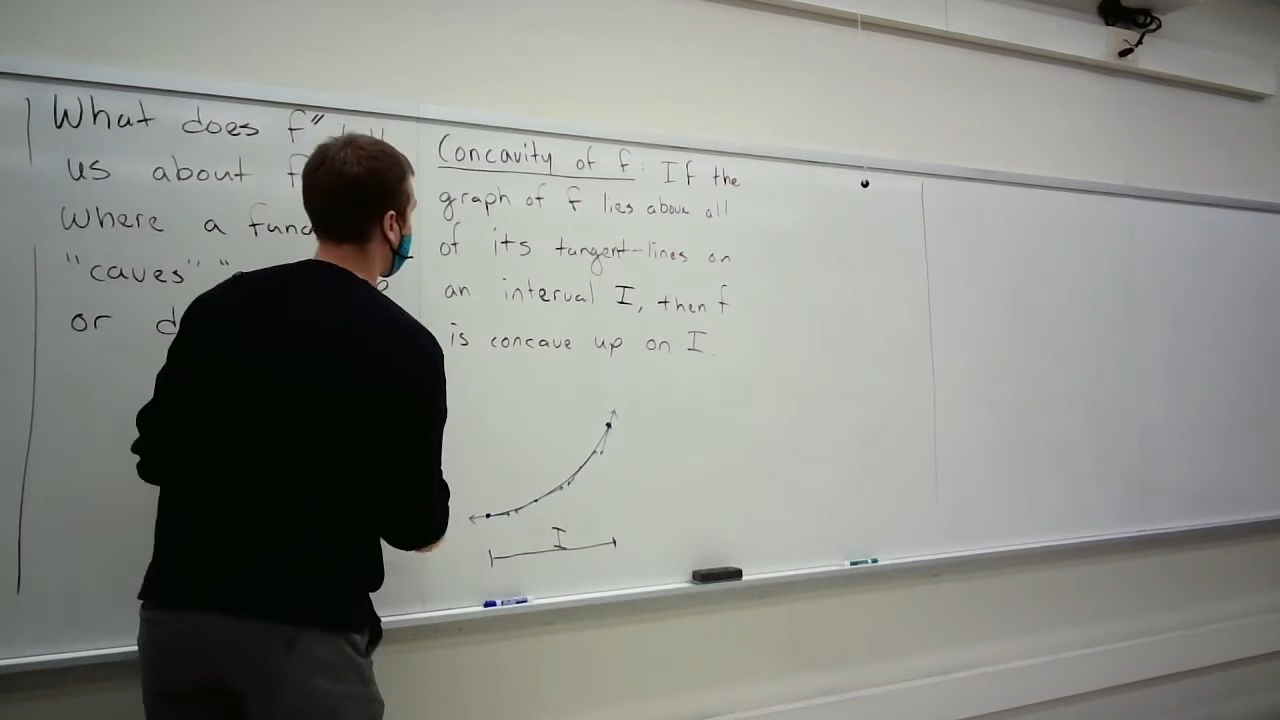 What does f"
us about f
Where a func
"caves" "
or d
Concavity of f: If the
graph of f lies above all
of its tangent-lines on
an interval I, then f
is concave up on I.
I